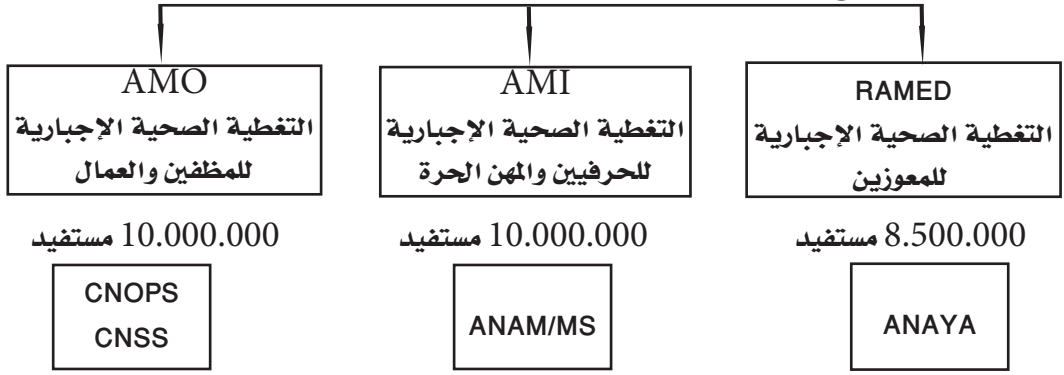 AMO
التغطية الصحية الإجبارية
للمظفين والعمال
10.000.000 مستفيد
CNOPS
CNSS
AMI
التغطية الصحية الإجبارية
للحرفيين والمهن الحرة
10.000.000 مستفيد
ANAM/MS
RAMED
التغطية الصحية الإجبارية
للمعوزين
8.500.000 مستفيد
ANAYA